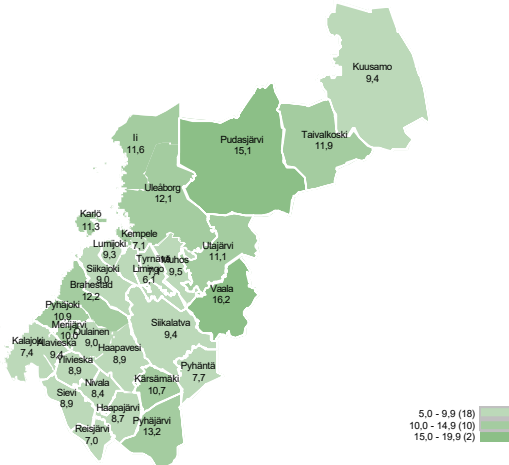 Kuusamo
9,4
Ii
11,6
Pudasjärvi
15,1
Taivalkoski
11,9
Uleåborg
12,1
Karlö
11,3
Kempele
7,1
Lumijoki
9,3
Tyrnävä
Muhos
9,5
Utajärvi
11,1
Siikajoki
9,0
Limingo
6,1
Brahestad
12,2
Vaala
16,2
Pyhäjoki
10,9
Merijärvi
10,0
Oulainen
9,0
Siikalatva
9,4
Kalajoki
7,4
Alavieska
9,4
Haapavesi
8,9
Ylivieska
8,9
Pyhäntä
7,7
Nivala
8,4
Kärsämäki
10,7
Sievi
8,9
Haapajärvi
8,7
Pyhäjärvi
13,2
Reisjärvi
7,0
5,0 - 9,9 (18)
10,0 - 14,9 (10)
15,0 - 19,9 (2)